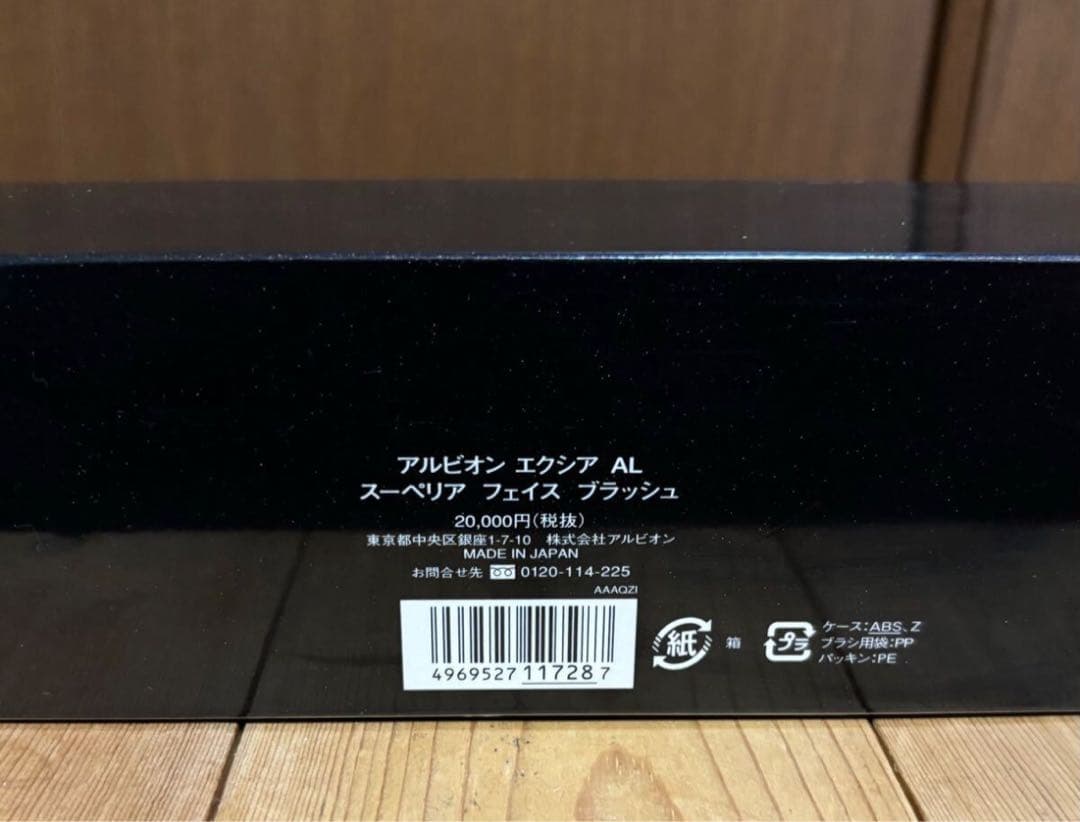 アルビオン エクシア AL
スーペリア フェイス ブラッシュ
20,000円(税抜)
東京都中央区銀座1-7-10 株式会社アルビオン
MADE IN JAPAN
お問合せ先 0120-114-225
AAAQZI
4969527117287
紙 箱
プラ
ケース:ABS、Z
ブラシ用袋:PP
パッキン:PE